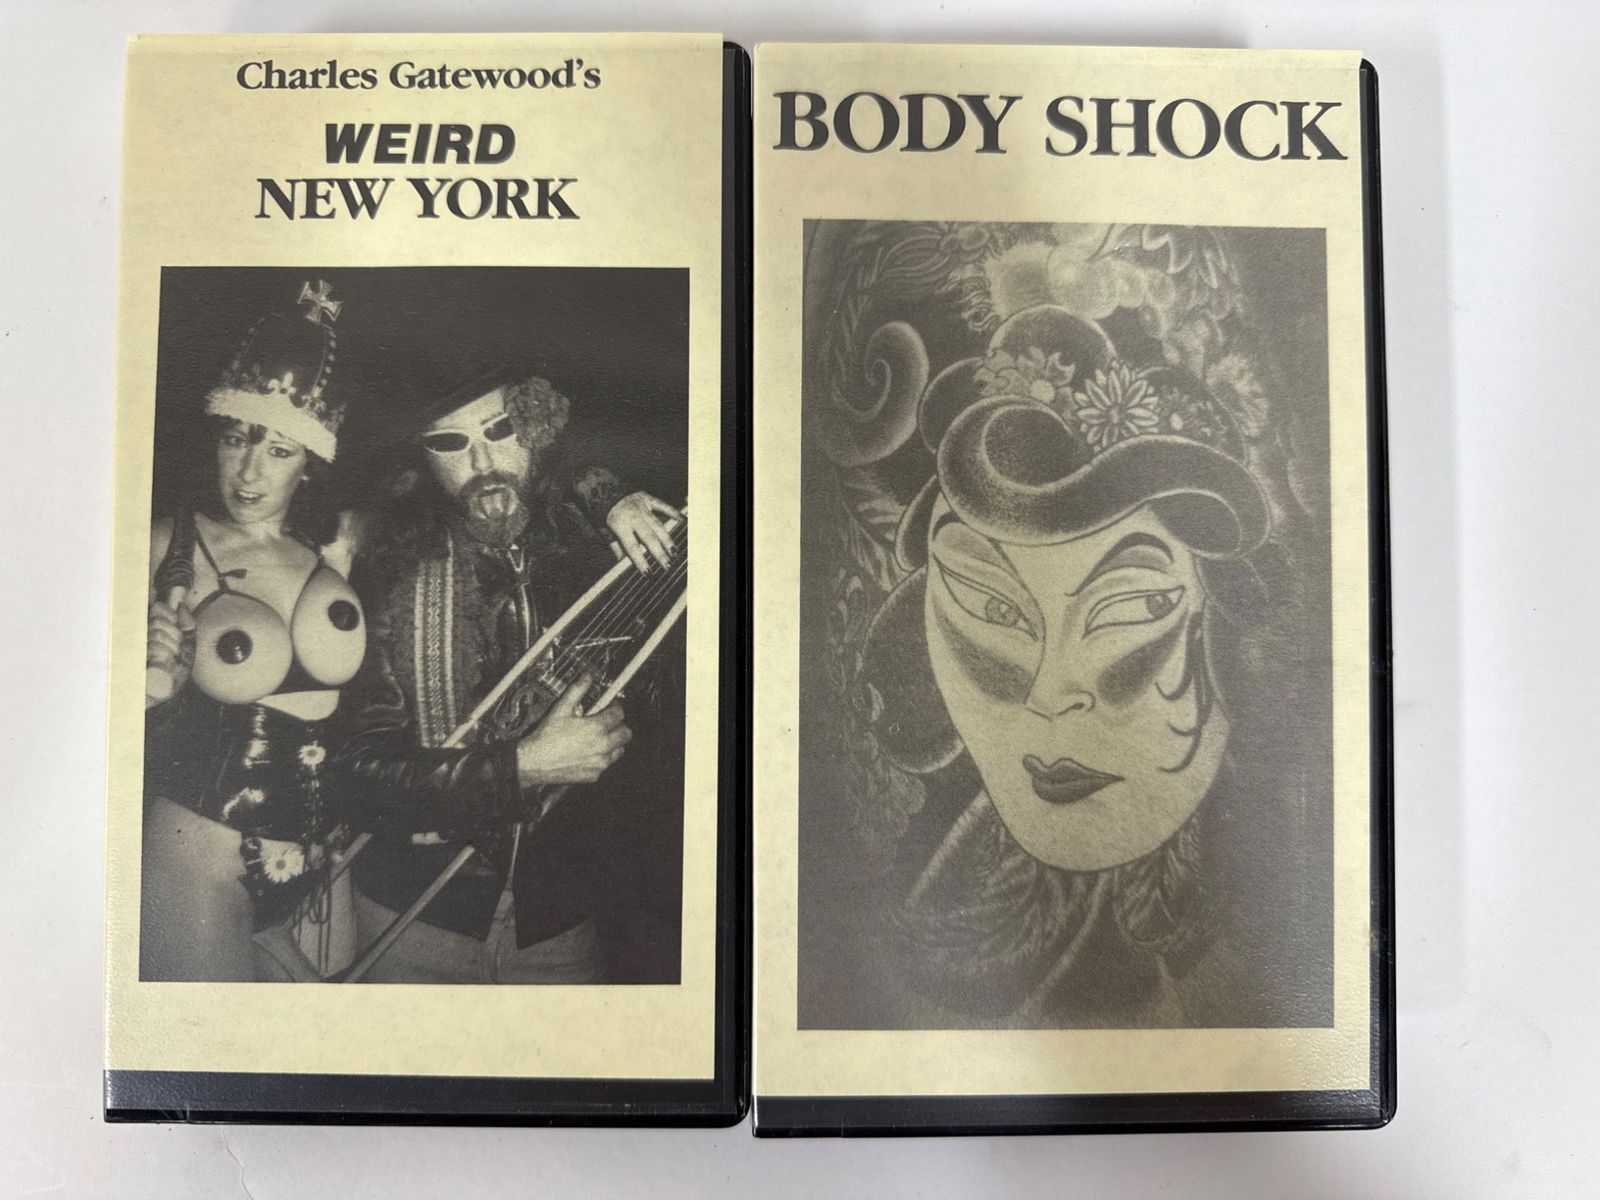 Charles Gatewood's
WEIRD
NEW YORK
BODY SHOCK